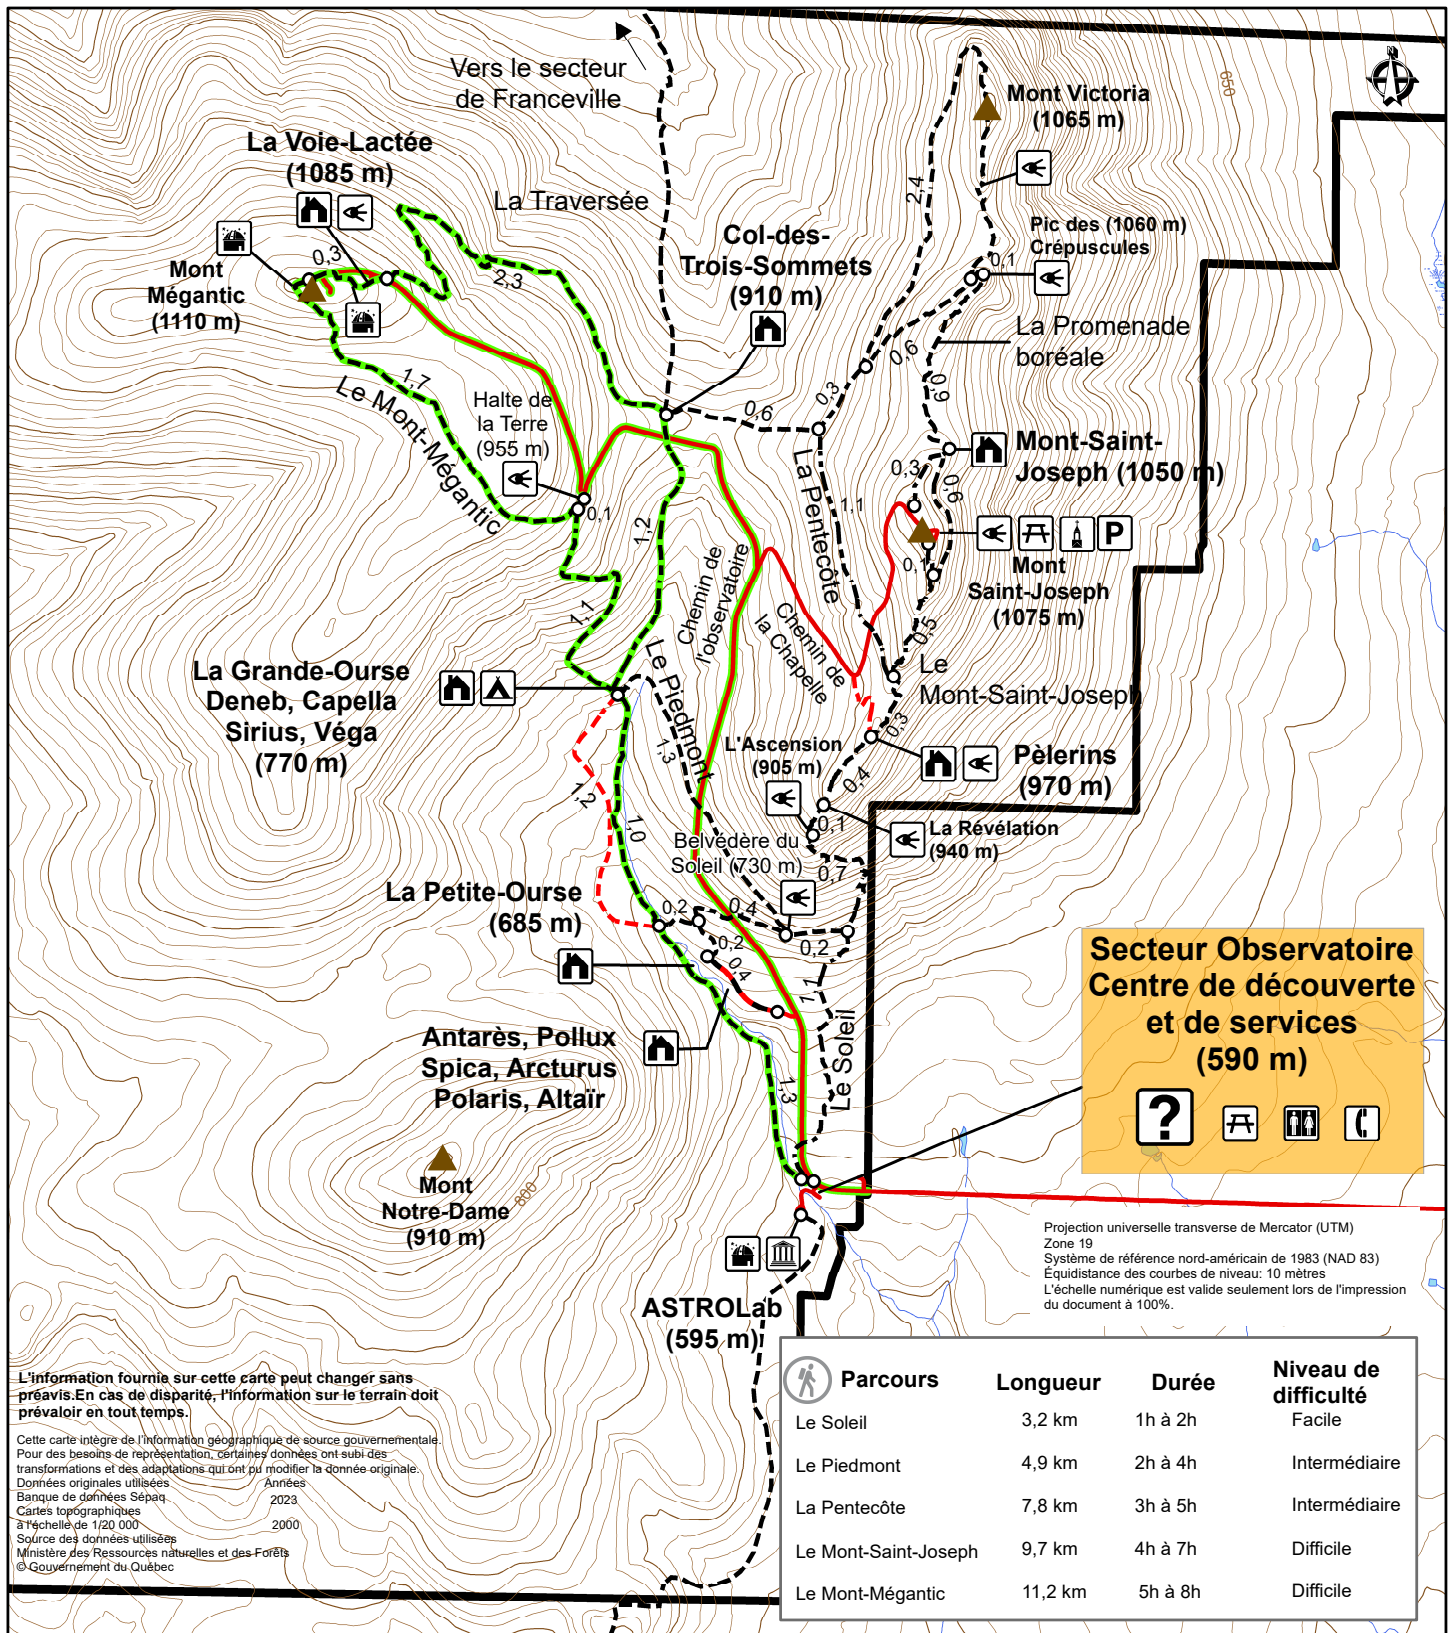 Vers le secteur
de Franceville
N
650
Mont Victoria
(1065 m)
La Voie-Lactée
(1085 m)
La Traversée
2,4
Pic des (1060 m)
Crépuscules
0,1
Col-des-
Trois-Sommets
(910 m)
0,3
Mont
Mégantic
(1110 m)
2,3
La Promenade
boréale
0,6
0,9
1,7
Le Mont-Mégantic
Halte de
la Terre
(955 m)
0,6
0,3
Mont-Saint-
Joseph (1050 m)
0,3
0,6
La Pentecôte
1,1
0,1
1,2
P
0,1
Mont
Saint-Joseph
(1075 m)
Chemin de
l'observatoire
Chemin de
la Chapelle
1,1
0,5
Le
Mont-Saint-Joseph
La Grande-Ourse
Deneb, Capella
Sirius, Véga
(770 m)
Le Piedmont
1,3
0,3
L'Ascension
(905 m)
Pèlerins
(970 m)
0,4
1,2
1,0
0,1
La Révélation
(940 m)
Belvédère du
Soleil (730 m)
0,7
La Petite-Ourse
(685 m)
0,2
0,4
0,2
0,2
0,4
1,1
Secteur Observatoire
Centre de découverte
et de services
(590 m)
?
Antarès, Pollux
Spica, Arcturus
Polaris, Altaïr
Le Soleil
1,3
Mont
Notre-Dame
(910 m)
800
ASTROLab
(595 m)
Projection universelle transverse de Mercator (UTM)
Zone 19
Système de référence nord-américain de 1983 (NAD 83)
Équidistance des courbes de niveau: 10 mètres
L'échelle numérique est valide seulement lors de l'impression
du document à 100%.
L'information fournie sur cette carte peut changer sans
préavis.En cas de disparité, l'information sur le terrain doit
prévaloir en tout temps.
Cette carte intègre de l'information géographique de source gouvernementale.
Pour des besoins de représentation, certaines données ont subi des
transformations et des adaptations qui ont pu modifier la donnée originale.
Données originales utilisées Années
Banque de données Sépaq 2023
Cartes topographiques
à l'échelle de 1/20 000 2000
Source des données utilisées
Ministère des Ressources naturelles et des Forêts
© Gouvernement du Québec
Parcours Longueur Durée Niveau de
difficulté
Le Soleil 3,2 km 1h à 2h Facile
Le Piedmont 4,9 km 2h à 4h Intermédiaire
La Pentecôte 7,8 km 3h à 5h Intermédiaire
Le Mont-Saint-Joseph 9,7 km 4h à 7h Difficile
Le Mont-Mégantic 11,2 km 5h à 8h Difficile